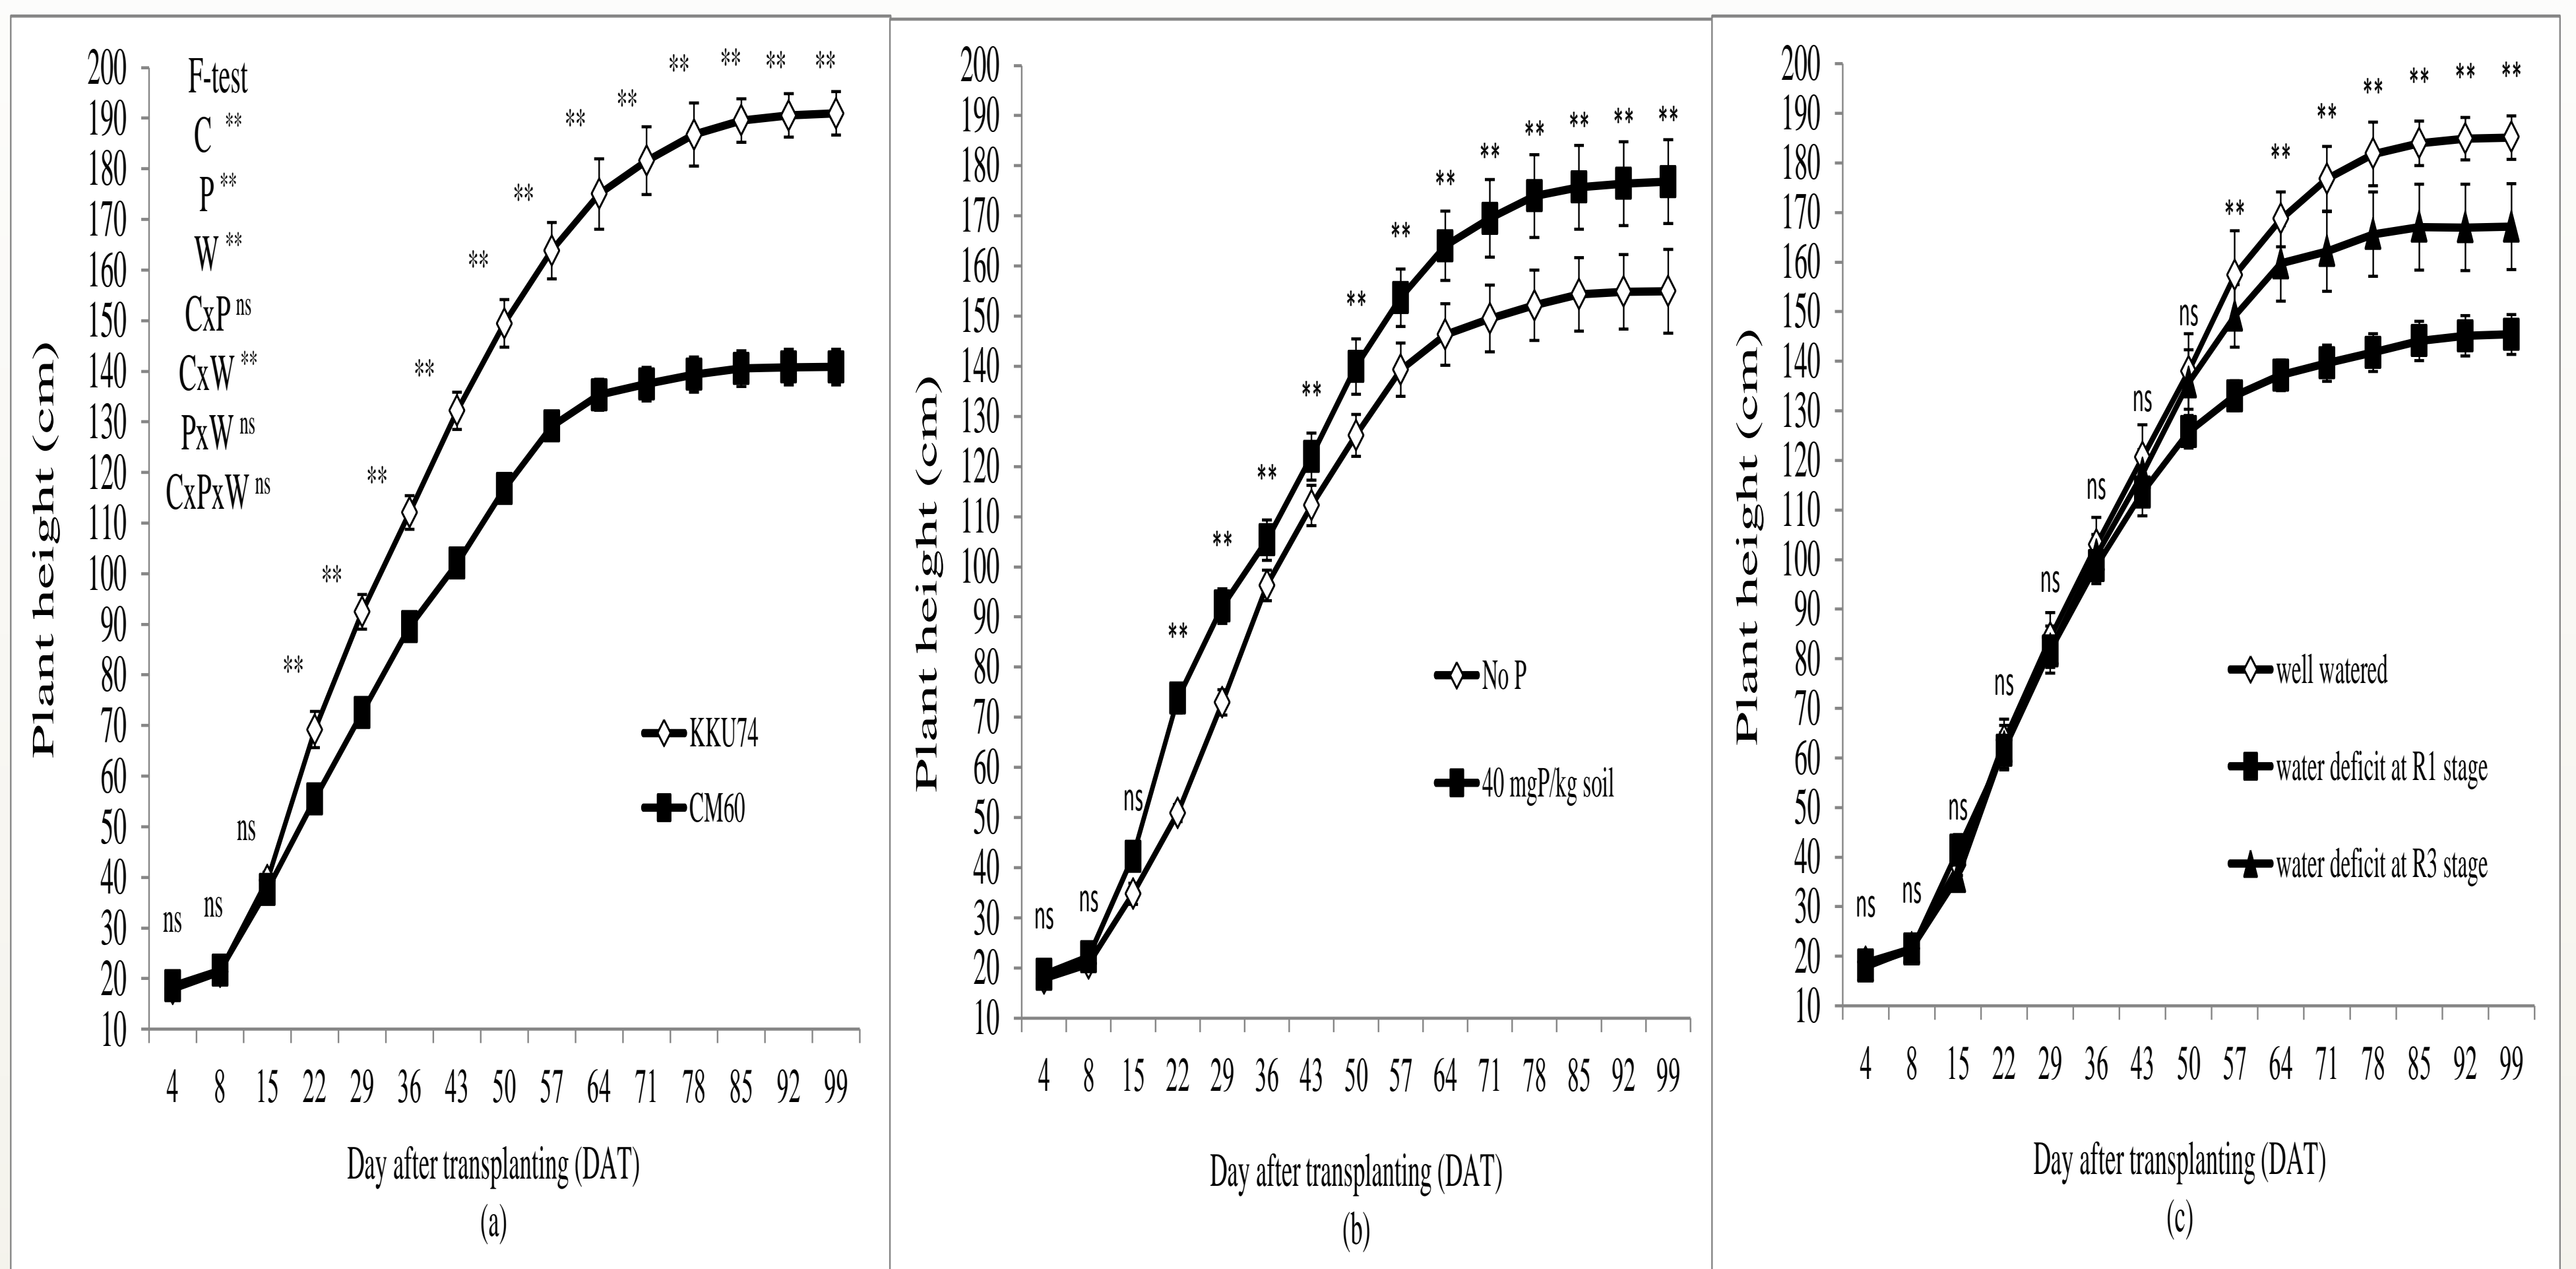 200
190
180
170
160
150
140
130
120
110
100
90
80
70
60
50
40
30
20
10
Plant height (cm)
F-test
C **
P **
W **
CxP ns
CxW **
PxW ns
CxPxW ns
ns ns ns ** ** ** ** ** ** ** ** ** ** ** **
KKU74
CM60
4 8 15 22 29 36 43 50 57 64 71 78 85 92 99
Day after transplanting (DAT)
(a)
200
190
180
170
160
150
140
130
120
110
100
90
80
70
60
50
40
30
20
10
Plant height (cm)
ns ns ns ** ** ** ** ** ** ** ** ** ** ** **
No P
40 mgP/kg soil
4 8 15 22 29 36 43 50 57 64 71 78 85 92 99
Day after transplanting (DAT)
(b)
200
190
180
170
160
150
140
130
120
110
100
90
80
70
60
50
40
30
20
10
Plant height (cm)
ns ns ns ns ns ns ns ns ** ** ** ** ** ** **
well watered
water deficit at R1 stage
water deficit at R3 stage
4 8 15 22 29 36 43 50 57 64 71 78 85 92 99
Day after transplanting (DAT)
(c)